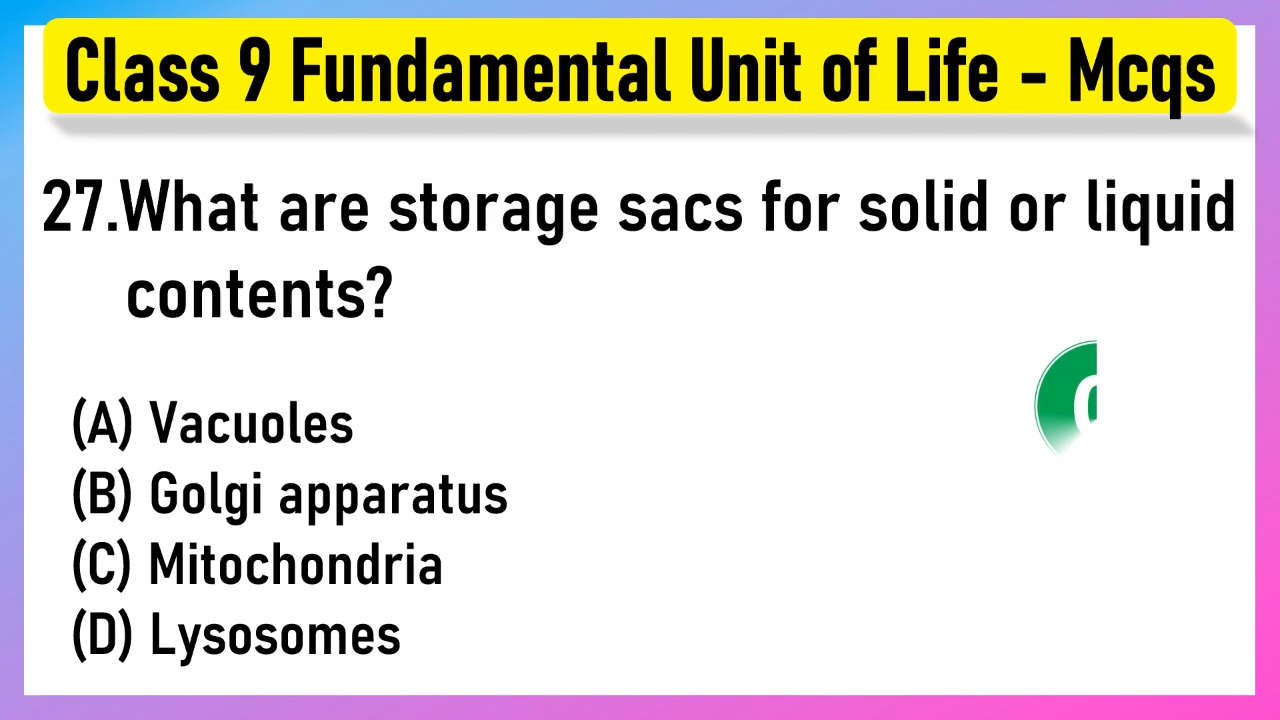 Class 9 Fundamental Unit of Life - Mcqs
27.What are storage sacs for solid or liquid
contents?
(A) Vacuoles
(B) Golgi apparatus
(C) Mitochondria
(D) Lysosomes